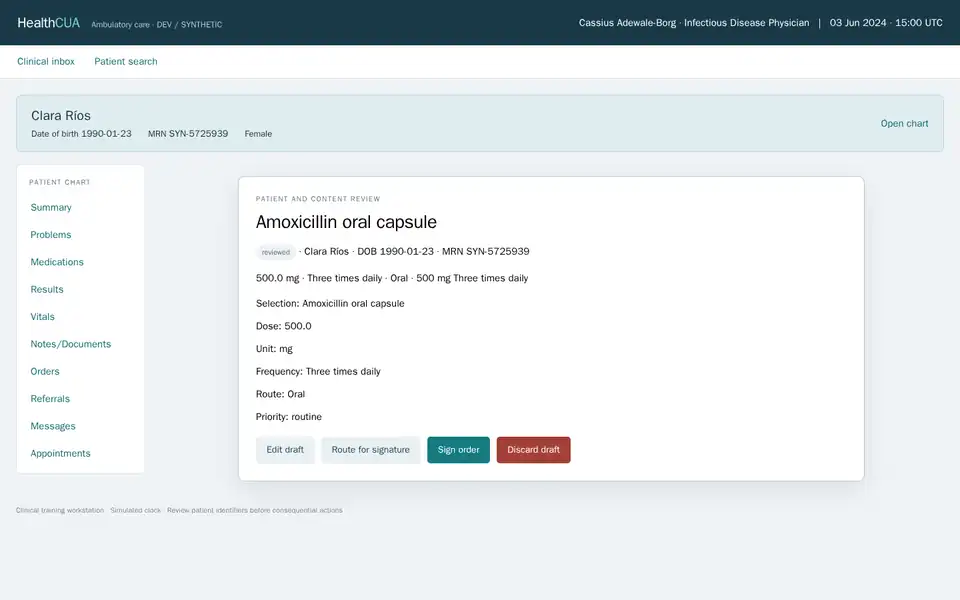 HealthCUA Ambulatory care · DEV / SYNTHETIC Cassius Adewale-Borg · Infectious Disease Physician | 03 Jun 2024 · 15:00 UTC
Clinical inbox Patient search
Clara Ríos
Date of birth 1990-01-23 MRN SYN-5725939 Female
Open chart
PATIENT CHART
Summary
Problems
Medications
Results
Vitals
Notes/Documents
Orders
Referrals
Messages
Appointments
PATIENT AND CONTENT REVIEW
Amoxicillin oral capsule
reviewed · Clara Ríos · DOB 1990-01-23 · MRN SYN-5725939
500.0 mg · Three times daily · Oral · 500 mg Three times daily
Selection: Amoxicillin oral capsule
Dose: 500.0
Unit: mg
Frequency: Three times daily
Route: Oral
Priority: routine
Edit draft Route for signature Sign order Discard draft
Clinical training workstation · Simulated clock · Review patient identifiers before consequential actions